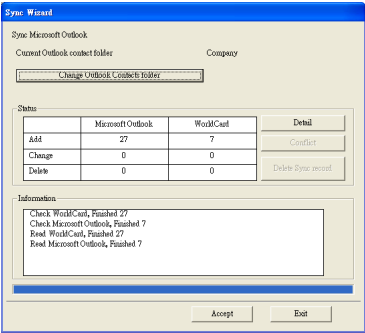 Sync Wizard
Sync Microsoft Outlook
Current Outlook contact folder Company
Change Outlook Contacts folder
Status
Microsoft Outlook WorldCard
Add 27 7
Change 0 0
Delete 0 0
Detail
Conflict
Delete Sync record
Information
Check WorldCard, Finished 27
Check Microsoft Outlook, Finished 7
Read WorldCard, Finished 27
Read Microsoft Outlook, Finished 7
Accept Exit